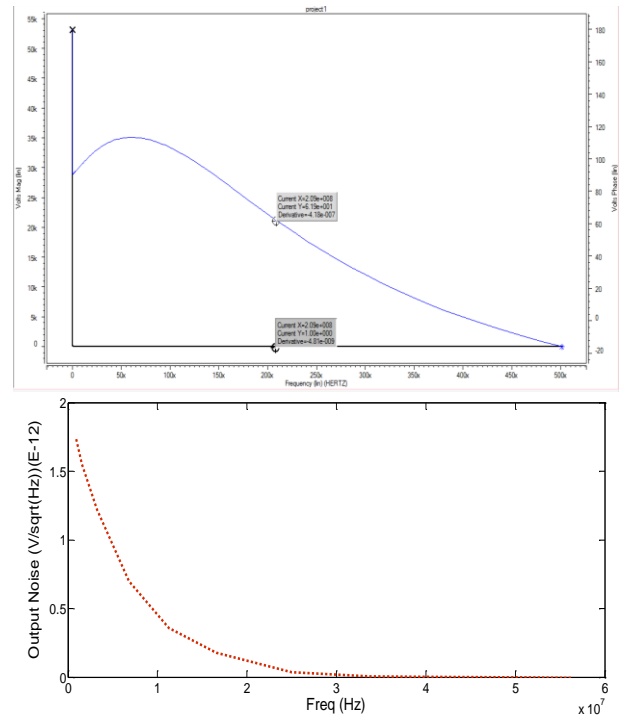 project1
55k
50k
45k
40k
35k
30k
25k
20k
15k
10k
5k
0
Volts Mag (lin)
180
160
140
120
100
80
60
40
20
0
-20
Volts Phase (lin)
Current X=2.09e+008
Current Y=6.19e+001
Derivative=-4.18e-007
Current X=2.09e+008
Current Y=1.00e+000
Derivative=-4.81e-009
0
50k
100k
150k
200k
250k
300k
350k
400k
450k
500k
Frequency (lin) (HERTZ)
2
1.5
1
0.5
0
Output Noise (V/sqrt(Hz))(E-12)
0
1
2
3
4
5
6
x 10^7
Freq (Hz)